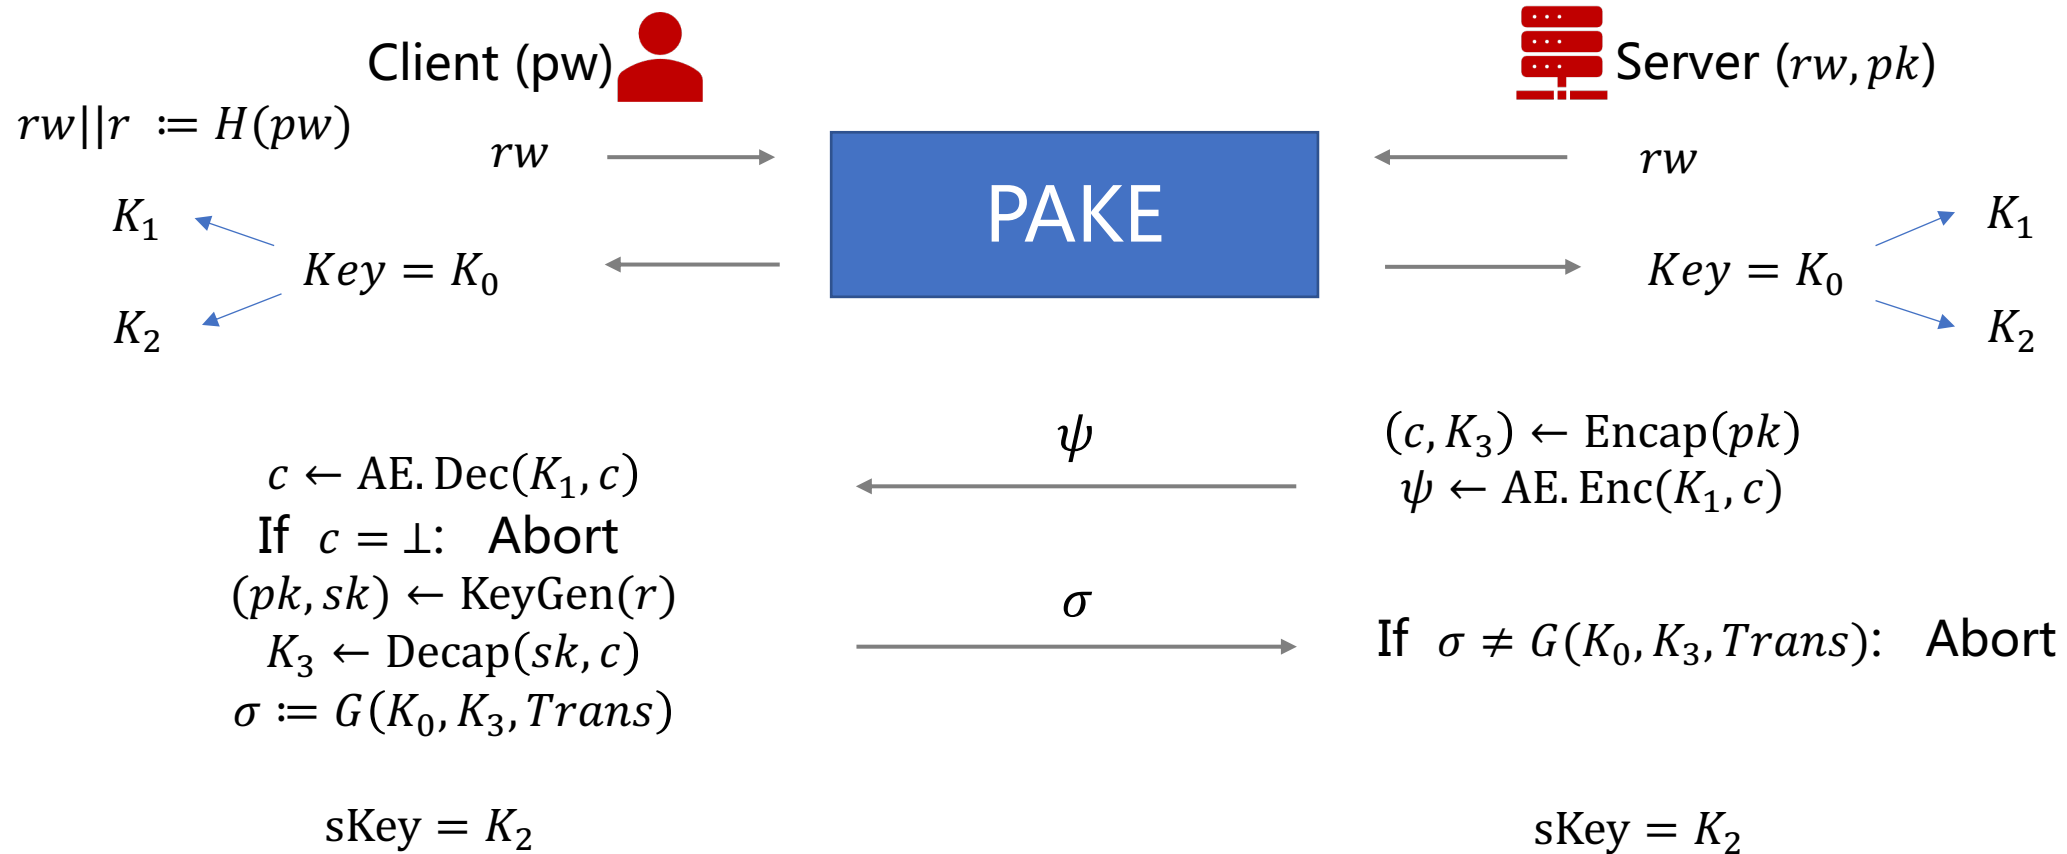 Client (pw)
Server (𝑟𝑤, 𝑝𝑘)
𝑟𝑤||𝑟 ≔ 𝐻(𝑝𝑤)
𝑟𝑤
PAKE
𝑟𝑤
𝐾₁
𝐾₁
𝐾𝑒𝑦 = 𝐾₀
𝐾𝑒𝑦 = 𝐾₀
𝐾₂
𝐾₂
𝜓
(𝑐, 𝐾₃) ← Encap(𝑝𝑘)
𝑐 ← AE. Dec(𝐾₁, 𝑐)
𝜓 ← AE. Enc(𝐾₁, 𝑐)
If 𝑐 = ⊥: Abort
(𝑝𝑘, 𝑠𝑘) ← KeyGen(𝑟)
𝜎
If 𝜎 ≠ 𝐺(𝐾₀, 𝐾₃, 𝑇𝑟𝑎𝑛𝑠): Abort
𝐾₃ ← Decap(𝑠𝑘, 𝑐)
𝜎 ≔ 𝐺(𝐾₀, 𝐾₃, 𝑇𝑟𝑎𝑛𝑠)
sKey = 𝐾₂
sKey = 𝐾₂